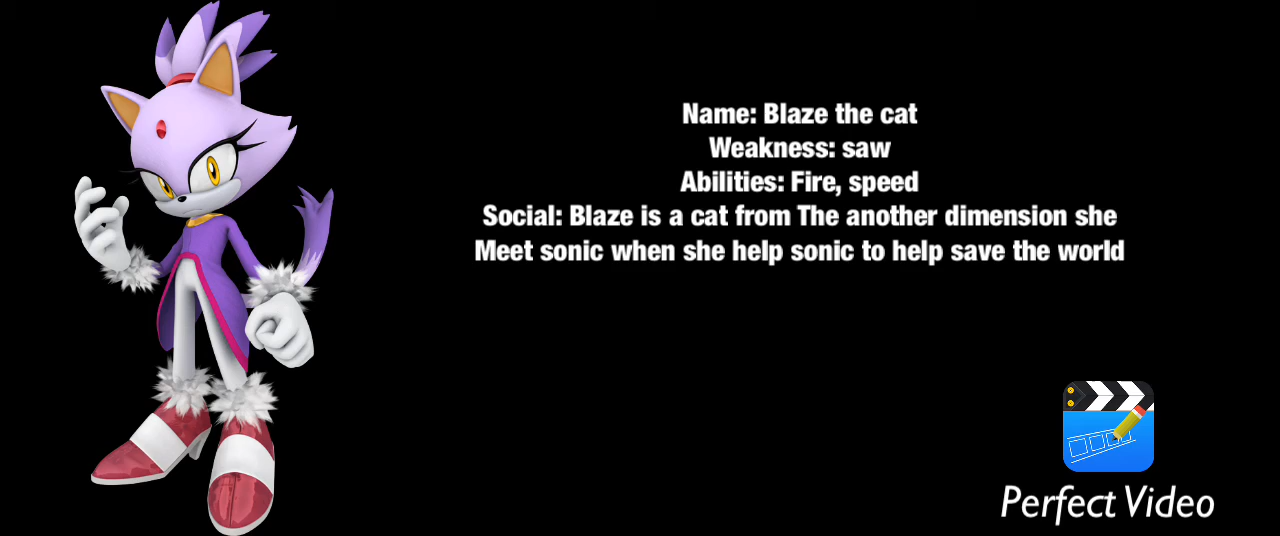 Name: Blaze the cat
Weakness: saw
Abilities: Fire, speed
Social: Blaze is a cat from The another dimension she
Meet sonic when she help sonic to help save the world
Perfect Video